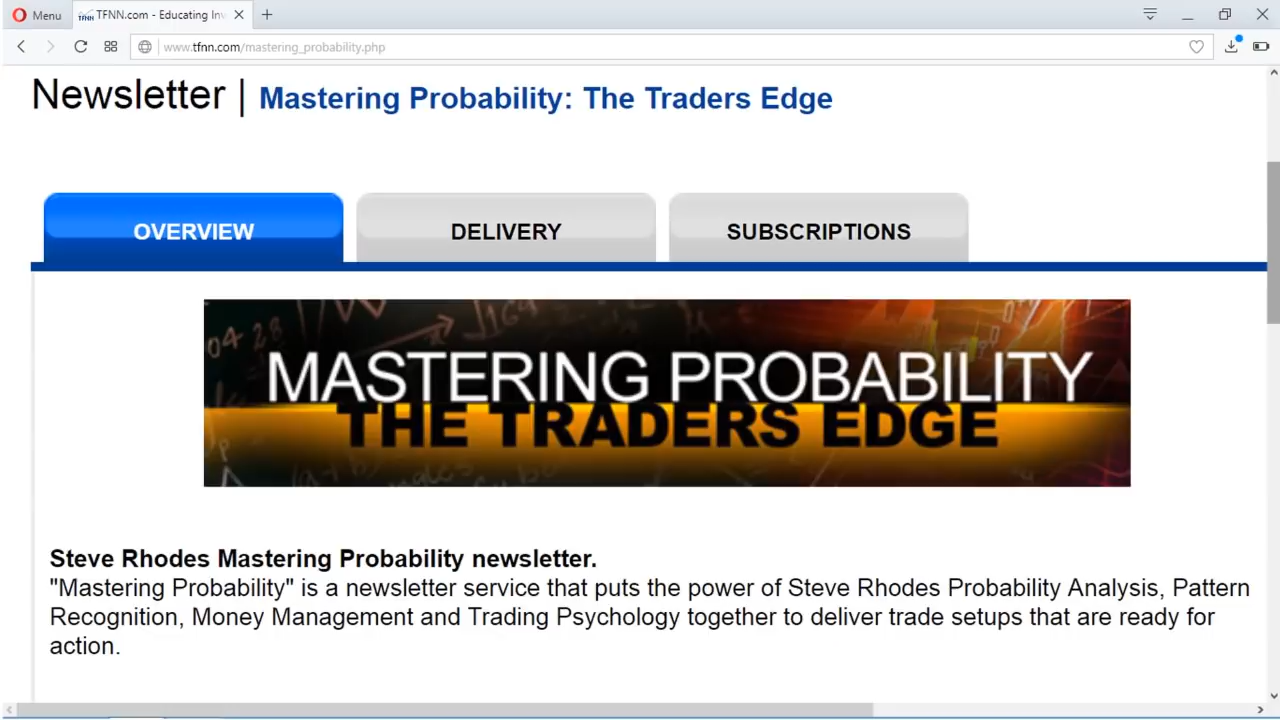 Menu
TFNN.com - Educating Inv
www.tfnn.com/mastering_probability.php
Newsletter | Mastering Probability: The Traders Edge
OVERVIEW
DELIVERY
SUBSCRIPTIONS
MASTERING PROBABILITY
THE TRADERS EDGE
Steve Rhodes Mastering Probability newsletter.
"Mastering Probability" is a newsletter service that puts the power of Steve Rhodes Probability Analysis, Pattern
Recognition, Money Management and Trading Psychology together to deliver trade setups that are ready for
action.